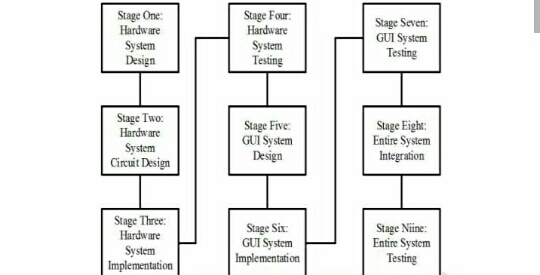 Stage One:
Hardware
System
Design
Stage Two:
Hardware
System
Circuit Design
Stage Three:
Hardware
System
Implementation
Stage Four:
Hardware
System
Testing
Stage Five:
GUI System
Design
Stage Six:
GUI System
Implementation
Stage Seven:
GUI System
Testing
Stage Eight:
Entire System
Integration
Stage Niine:
Entire System
Testing